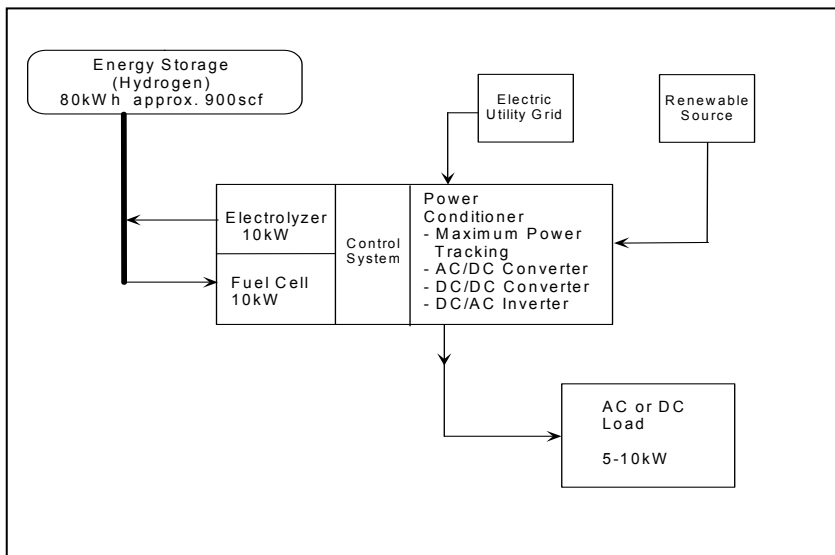 Energy Storage
(Hydrogen)
80kWh approx. 900scf
Electric
Utility Grid
Renewable
Source
Electrolyzer
10kW
Fuel Cell
10kW
Control
System
Power
Conditioner
- Maximum Power
Tracking
- AC/DC Converter
- DC/DC Converter
- DC/AC Inverter
AC or DC
Load
5-10kW